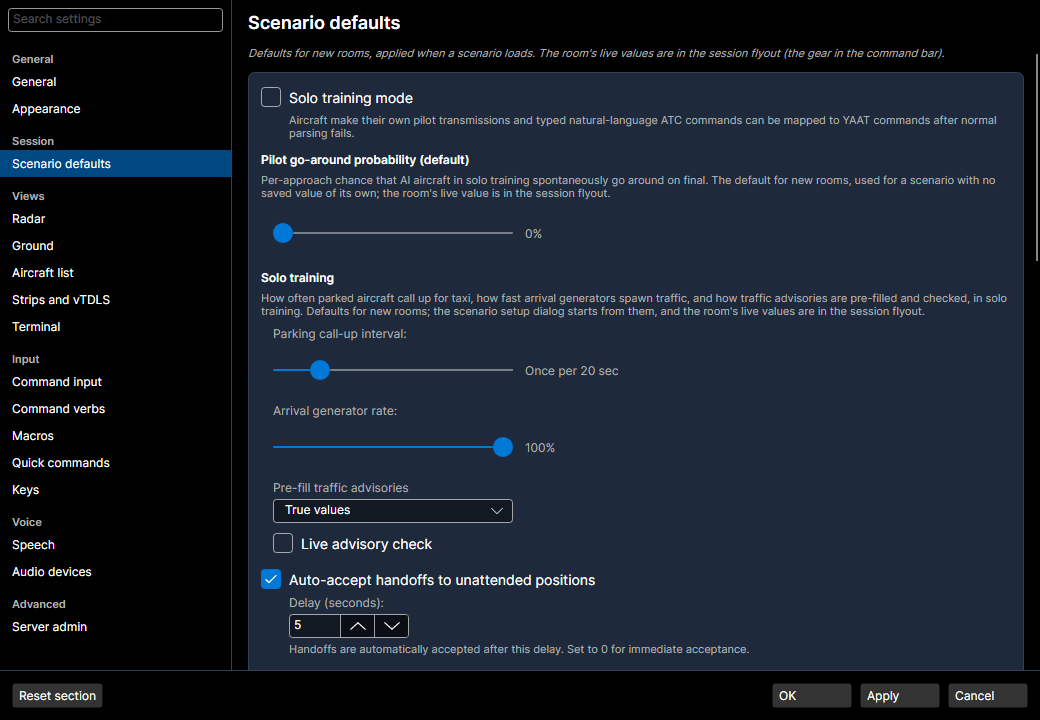 Search settings
General
General
Appearance
Session
Scenario defaults
Views
Radar
Ground
Aircraft list
Strips and vTDLS
Terminal
Input
Command input
Command verbs
Macros
Quick commands
Keys
Voice
Speech
Audio devices
Advanced
Server admin
Scenario defaults
Defaults for new rooms, applied when a scenario loads. The room's live values are in the session flyout (the gear in the command bar).
Solo training mode
Aircraft make their own pilot transmissions and typed natural-language ATC commands can be mapped to YAAT commands after normal
parsing fails.
Pilot go-around probability (default)
Per-approach chance that AI aircraft in solo training spontaneously go around on final. The default for new rooms, used for a scenario with no
saved value of its own; the room's live value is in the session flyout.
0%
Solo training
How often parked aircraft call up for taxi, how fast arrival generators spawn traffic, and how traffic advisories are pre-filled and checked, in solo
training. Defaults for new rooms; the scenario setup dialog starts from them, and the room's live values are in the session flyout.
Parking call-up interval:
Once per 20 sec
Arrival generator rate:
100%
Pre-fill traffic advisories
True values
Live advisory check
Auto-accept handoffs to unattended positions
Delay (seconds):
5
Handoffs are automatically accepted after this delay. Set to 0 for immediate acceptance.
Reset section
OK
Apply
Cancel